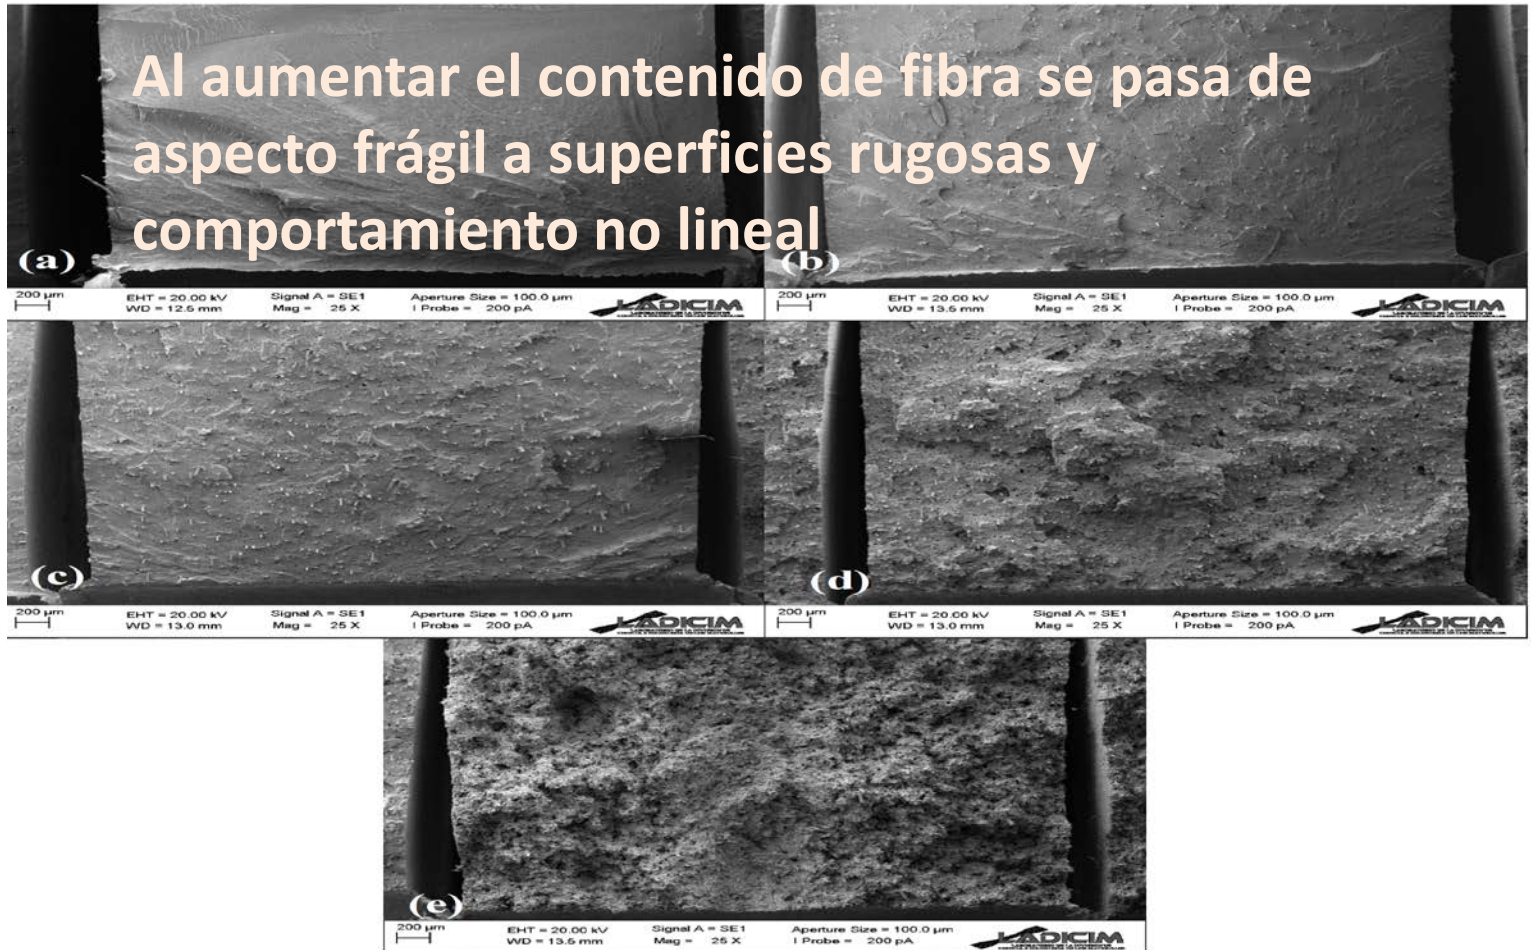 Al aumentar el contenido de fibra se pasa de
aspecto frágil a superficies rugosas y
comportamiento no lineal
(a)
(b)
200 µm
EHT = 20.00 kV
Signal A = SE1
Aperture Size = 100.0 µm
WD = 12.5 mm
Mag = 25 X
I Probe = 200 pA
LADICIM
200 µm
EHT = 20.00 kV
Signal A = SE1
Aperture Size = 100.0 µm
WD = 13.5 mm
Mag = 25 X
I Probe = 200 pA
LADICIM
(c)
(d)
200 µm
EHT = 20.00 kV
Signal A = SE1
Aperture Size = 100.0 µm
WD = 13.0 mm
Mag = 25 X
I Probe = 200 pA
LADICIM
200 µm
EHT = 20.00 kV
Signal A = SE1
Aperture Size = 100.0 µm
WD = 13.0 mm
Mag = 25 X
I Probe = 200 pA
LADICIM
(e)
200 µm
EHT = 20.00 kV
Signal A = SE1
Aperture Size = 100.0 µm
WD = 13.5 mm
Mag = 25 X
I Probe = 200 pA
LADICIM